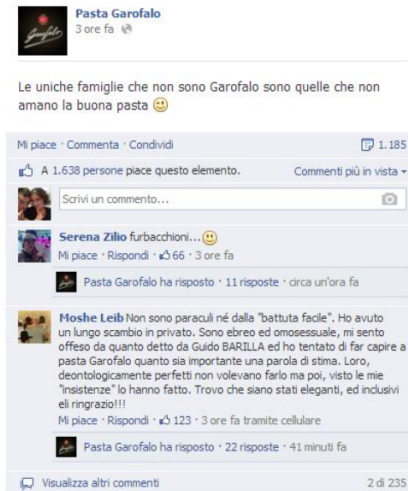 Garofalo
Pasta Garofalo
3 ore fa
Le uniche famiglie che non sono Garofalo sono quelle che non
amano la buona pasta
Mi piace · Commenta · Condividi 1.185
A 1.638 persone piace questo elemento. Commenti più in vista
Scrivi un commento...
Serena Zilio furbacchioni...
Mi piace · Rispondi · 66 · 3 ore fa
Pasta Garofalo ha risposto · 11 risposte · circa un'ora fa
Moshe Leib Non sono paraculi né dalla "battuta facile". Ho avuto
un lungo scambio in privato. Sono ebreo ed omosessuale, mi sento
offeso da quanto detto da Guido BARILLA ed ho tentato di far capire a
pasta Garofalo quanto sia importante una parola di stima. Loro,
deontologicamente perfetti non volevano farlo ma poi, visto le mie
"insistenze" lo hanno fatto. Trovo che siano stati eleganti, ed inclusivi
eli ringrazio!!!
Mi piace · Rispondi · 123 · 3 ore fa tramite cellulare
Pasta Garofalo ha risposto · 22 risposte · 41 minuti fa
Visualizza altri commenti 2 di 235